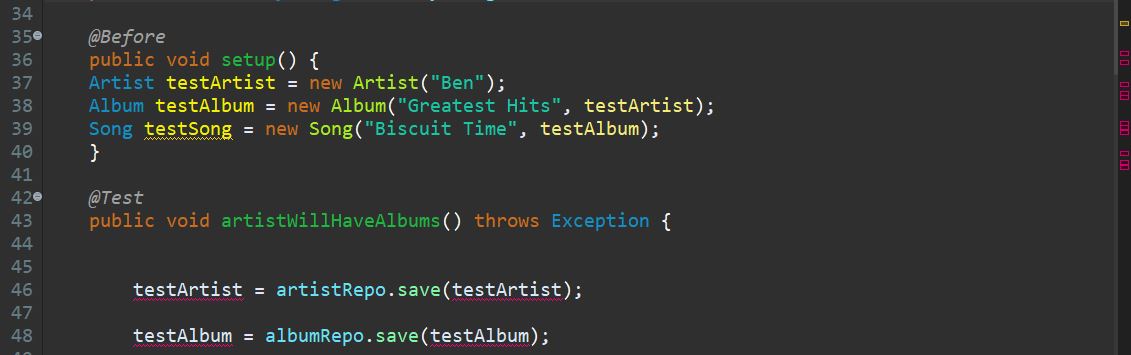 34
35 @Before
36 public void setup() {
37 Artist testArtist = new Artist("Ben");
38 Album testAlbum = new Album("Greatest Hits", testArtist);
39 Song testSong = new Song("Biscuit Time", testAlbum);
40 }
41
42 @Test
43 public void artistWillHaveAlbums() throws Exception {
44
45
46 testArtist = artistRepo.save(testArtist);
47
48 testAlbum = albumRepo.save(testAlbum);